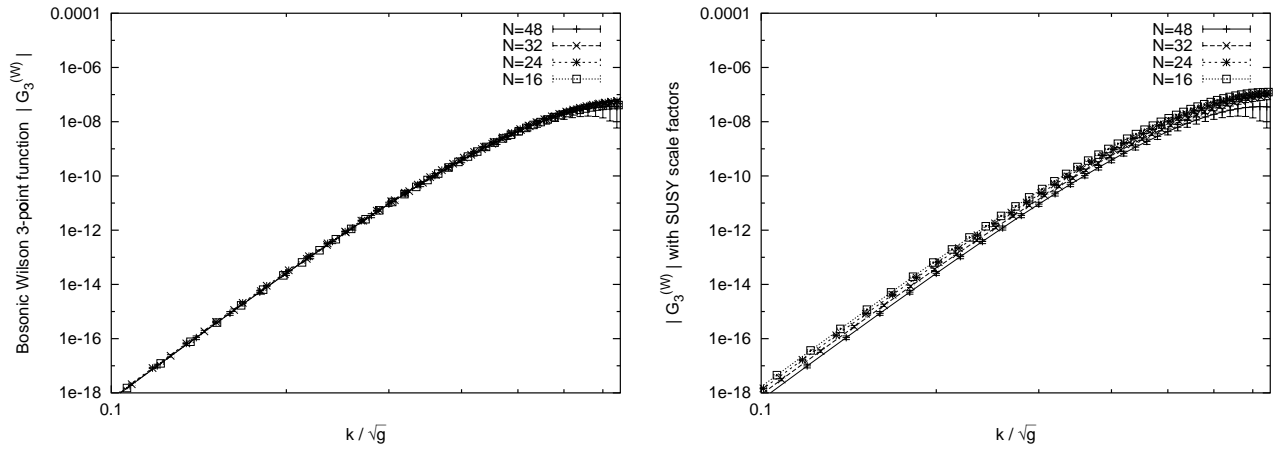 Bosonic Wilson 3-point function | G3^(W) |
0.0001
1e-06
1e-08
1e-10
1e-12
1e-14
1e-16
1e-18
0.1
k / √g
N=48
N=32
N=24
N=16
| G3^(W) | with SUSY scale factors
0.0001
1e-06
1e-08
1e-10
1e-12
1e-14
1e-16
1e-18
0.1
k / √g
N=48
N=32
N=24
N=16